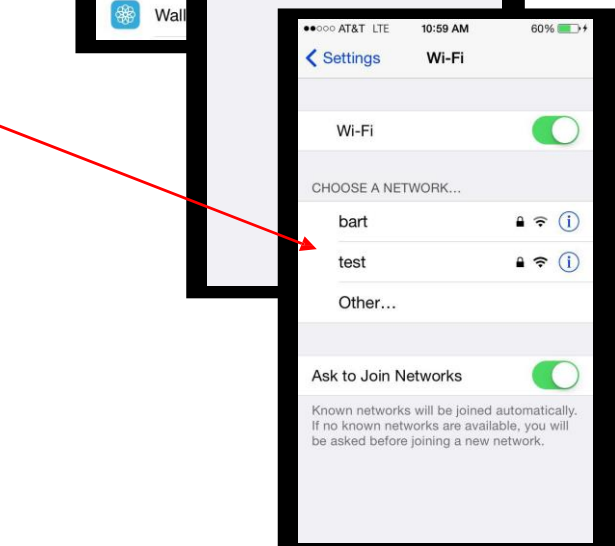 Wall
AT&T LTE 10:59 AM 60%
Settings Wi-Fi
Wi-Fi
CHOOSE A NETWORK...
bart
test
Other...
Ask to Join Networks
Known networks will be joined automatically.
If no known networks are available, you will
be asked before joining a new network.